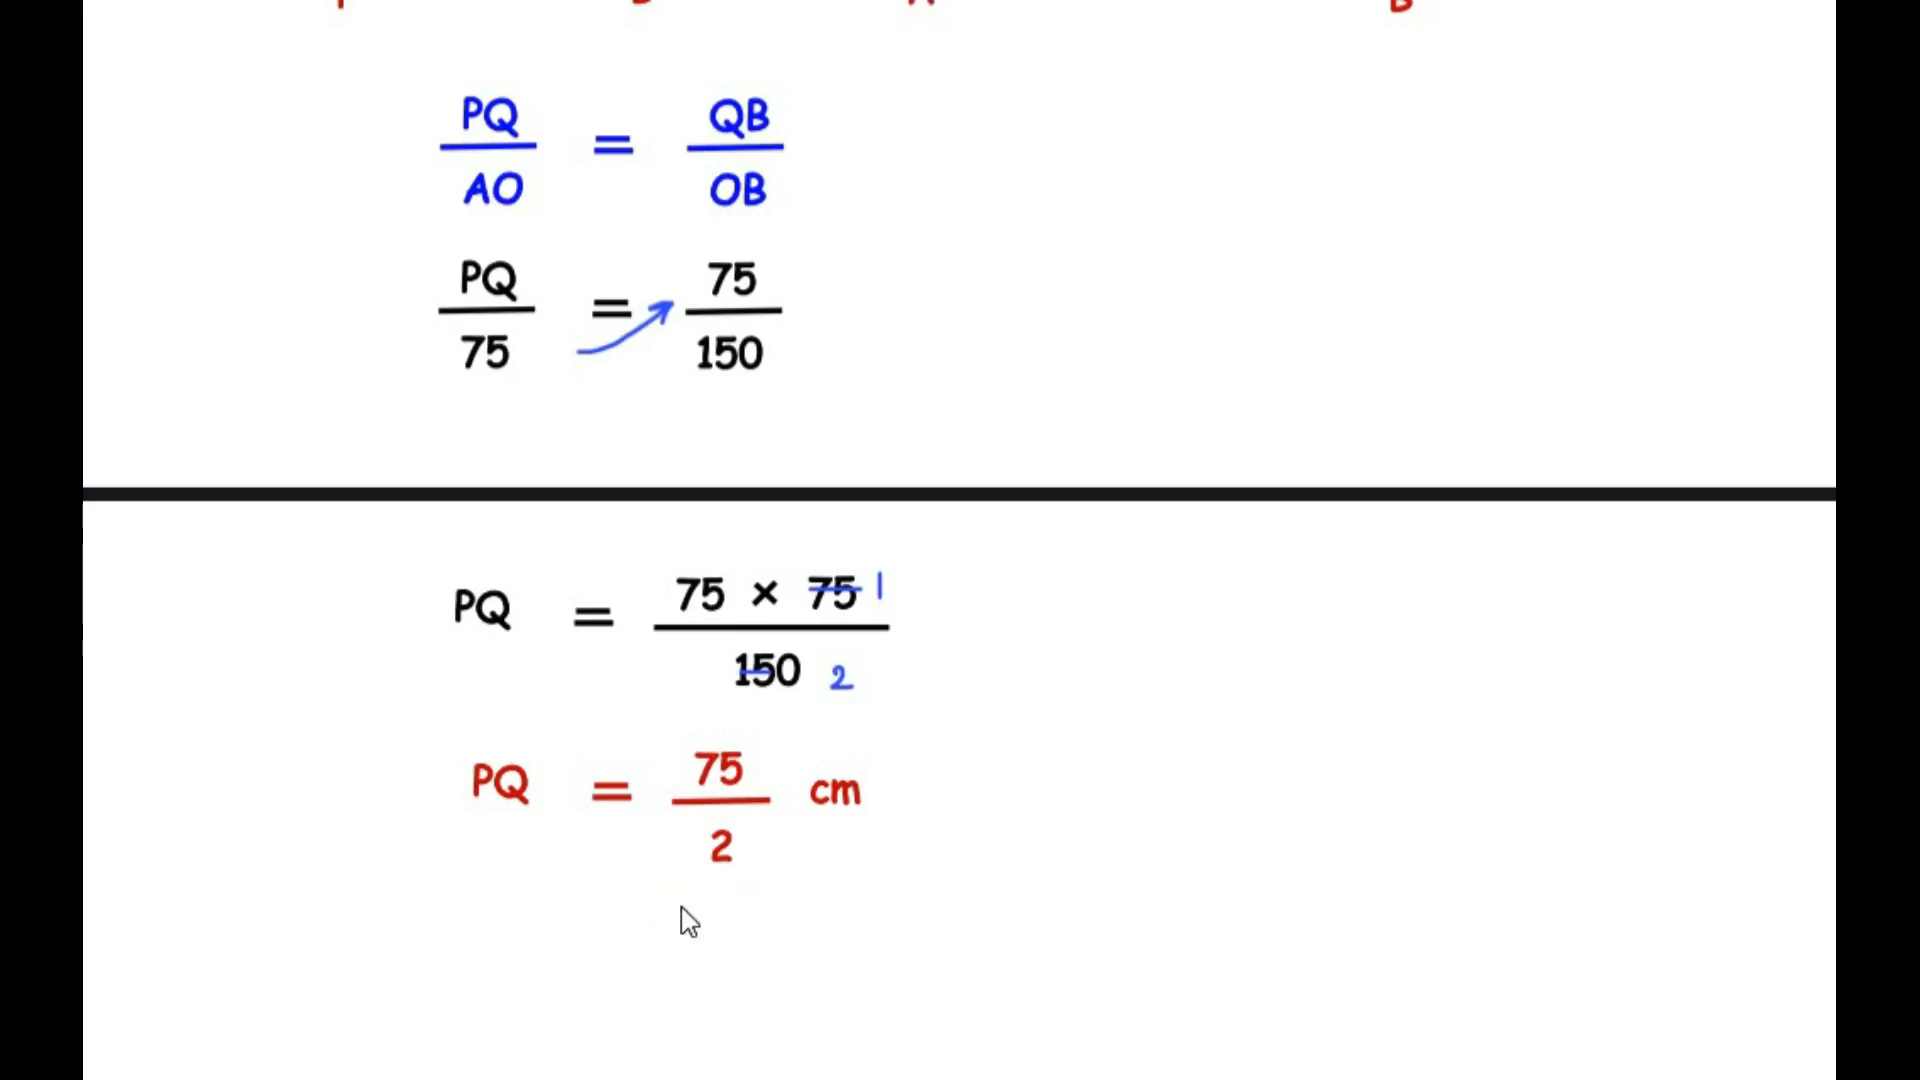 PQ = QB
AO OB
PQ = 75
75 150
PQ = 75 × 75 1
150 2
PQ = 75 cm
2